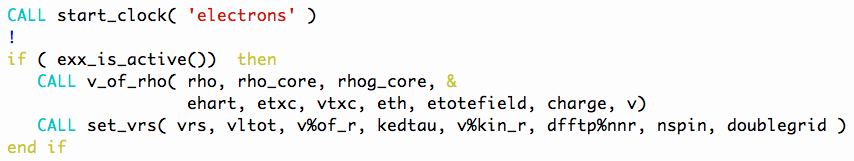 CALL start_clock( 'electrons' )
!
if ( exx_is_active())  then
   CALL v_of_rho( rho, rho_core, rhog_core, &
                  ehart, etxc, vtxc, eth, etotefield, charge, v)
   CALL set_vrs( vrs, vltot, v%of_r, kedtau, v%kin_r, dfftp%nnr, nspin, doublegrid )
end if